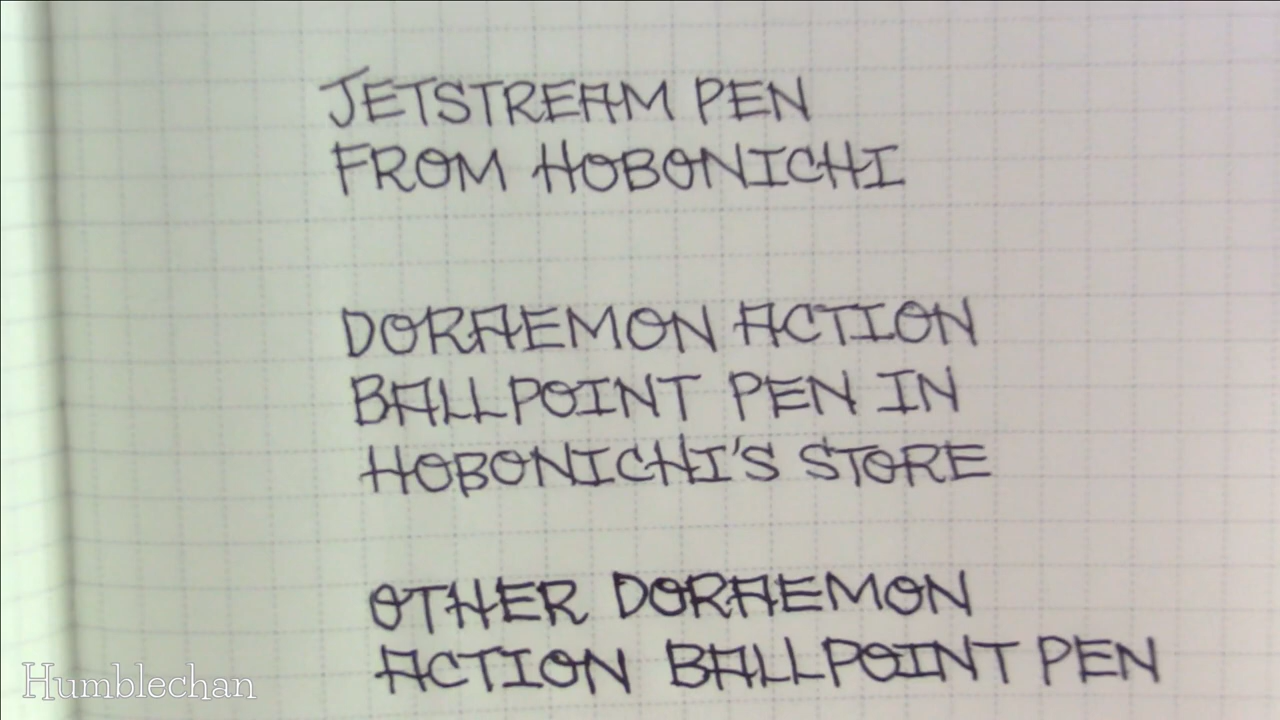 JETSTREAM PEN
FROM HOBONICHI
DORAEMON ACTION
BALLPOINT PEN IN
HOBONICHI'S STORE
OTHER DORAEMON
ACTION BALLPOINT PEN
Humblechan